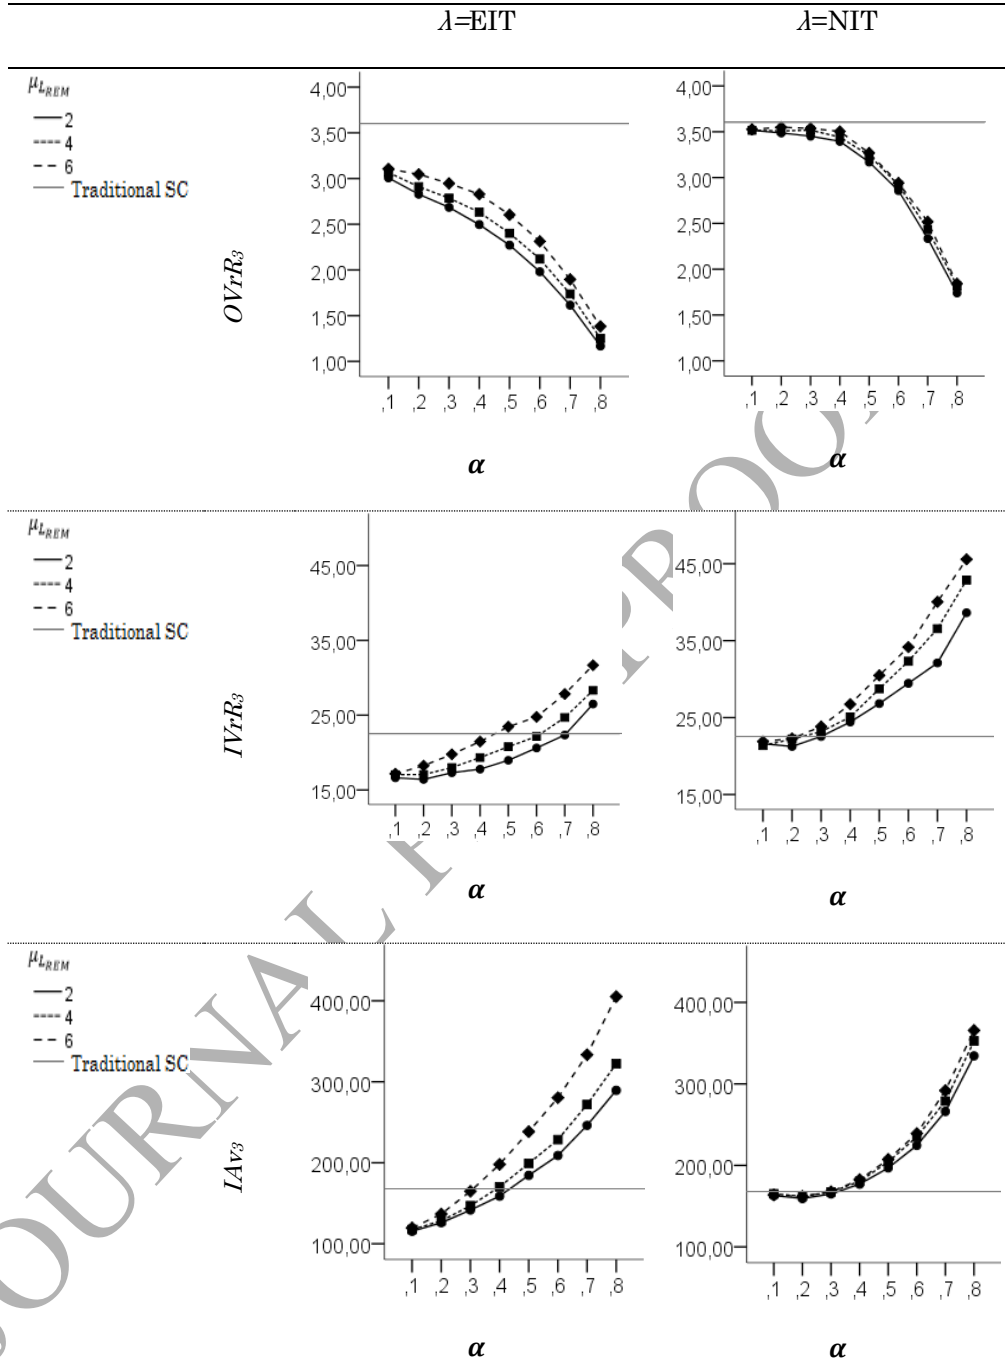 λ=EIT λ=NIT
μL_REM
2
4
6
Traditional SC
OVrR3
4,00
3,50
3,00
2,50
2,00
1,50
1,00
,1 ,2 ,3 ,4 ,5 ,6 ,7 ,8
α
4,00
3,50
3,00
2,50
2,00
1,50
1,00
,1 ,2 ,3 ,4 ,5 ,6 ,7 ,8
α
μL_REM
2
4
6
Traditional SC
IVrR3
45,00
35,00
25,00
15,00
,1 ,2 ,3 ,4 ,5 ,6 ,7 ,8
α
45,00
35,00
25,00
15,00
,1 ,2 ,3 ,4 ,5 ,6 ,7 ,8
α
μL_REM
2
4
6
Traditional SC
IAv3
400,00
300,00
200,00
100,00
,1 ,2 ,3 ,4 ,5 ,6 ,7 ,8
α
400,00
300,00
200,00
100,00
,1 ,2 ,3 ,4 ,5 ,6 ,7 ,8
α